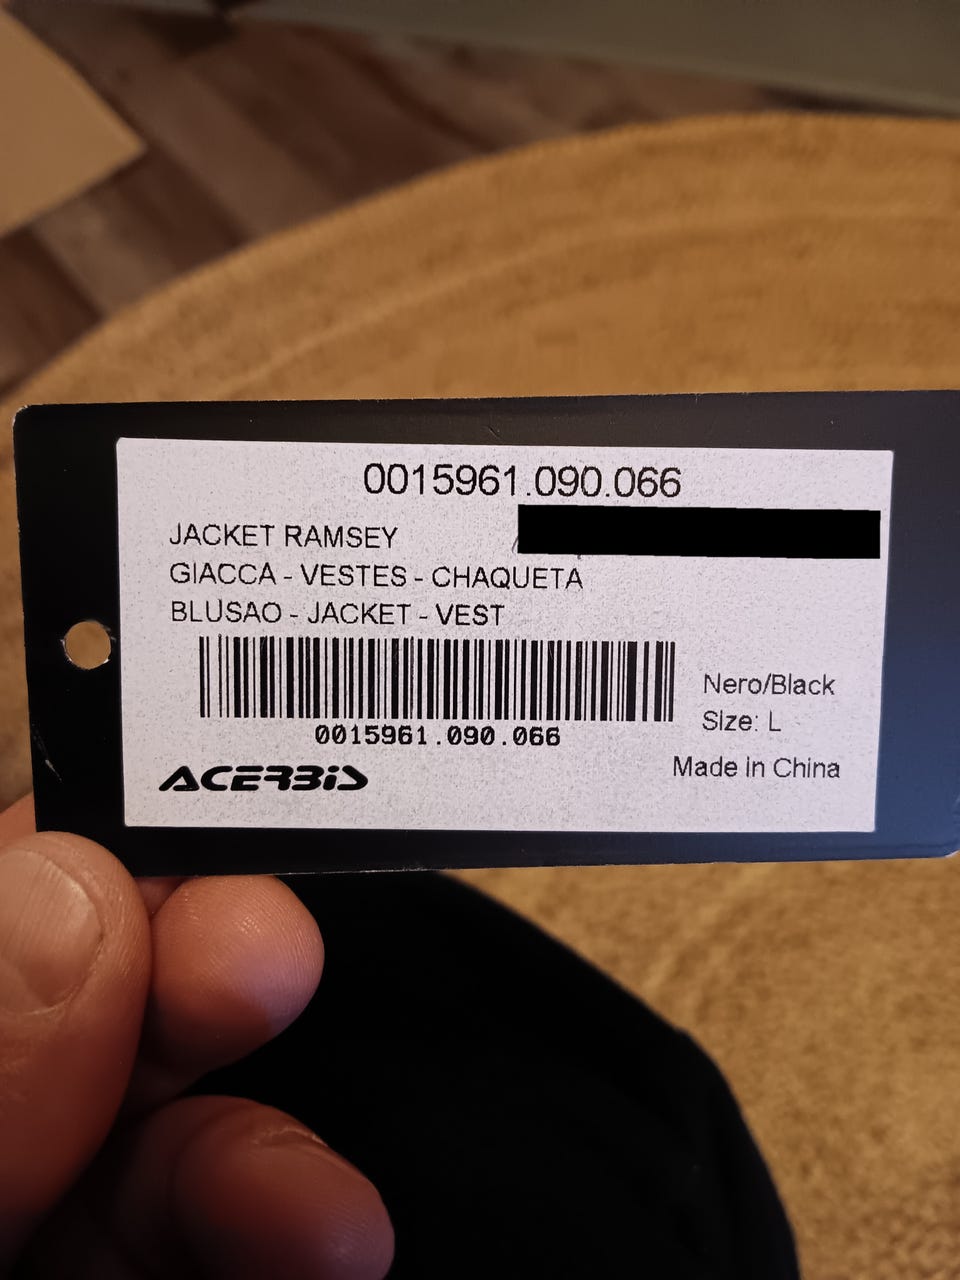 0015961.090.066
JACKET RAMSEY
GIACCA - VESTES - CHAQUETA
BLUSAO - JACKET - VEST
0015961.090.066
Nero/Black
Size: L
ACERBIS
Made in China